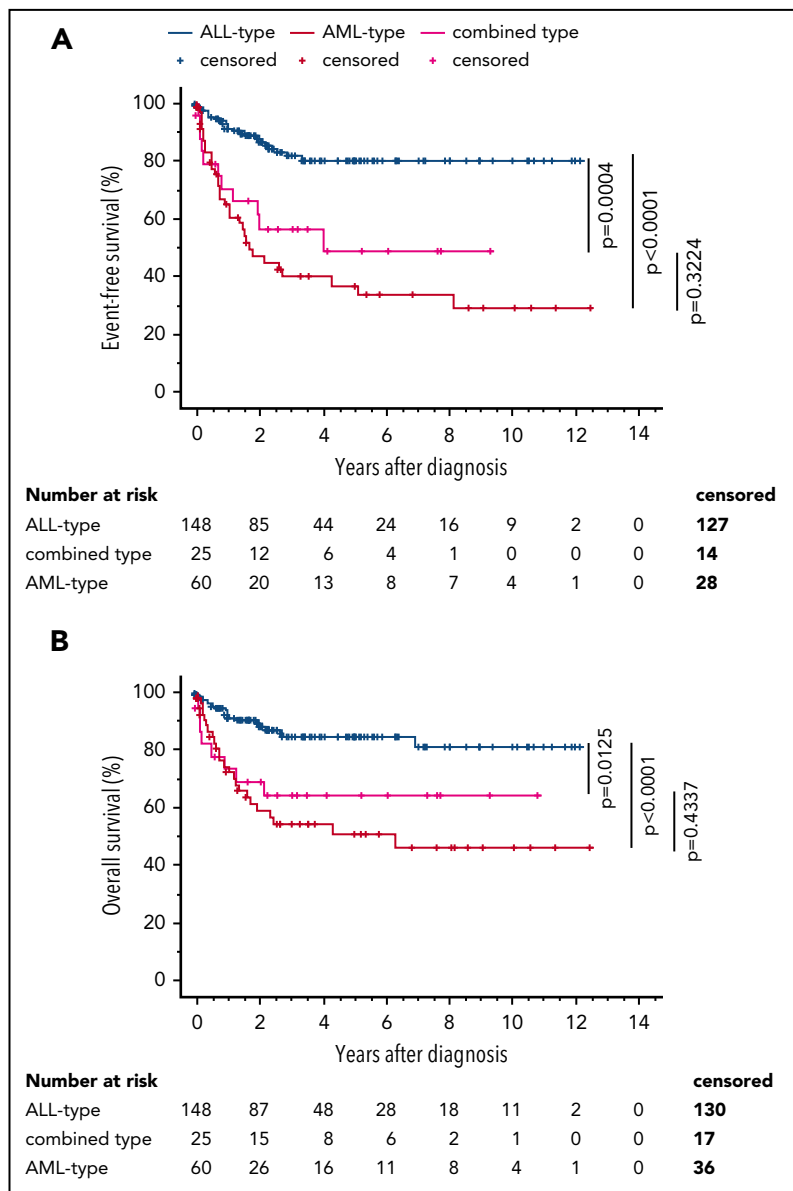 A
ALL-type AML-type combined type
censored censored censored
100
80
60
40
20
0
Event-free survival (%)
p=0.0004
p<0.0001
p=0.3224
0 2 4 6 8 10 12 14
Years after diagnosis
Number at risk censored
ALL-type 148 85 44 24 16 9 2 0 127
combined type 25 12 6 4 1 0 0 0 14
AML-type 60 20 13 8 7 4 1 0 28
B
100
80
60
40
20
0
Overall survival (%)
p=0.0125
p<0.0001
p=0.4337
0 2 4 6 8 10 12 14
Years after diagnosis
Number at risk censored
ALL-type 148 87 48 28 18 11 2 0 130
combined type 25 15 8 6 2 1 0 0 17
AML-type 60 26 16 11 8 4 1 0 36